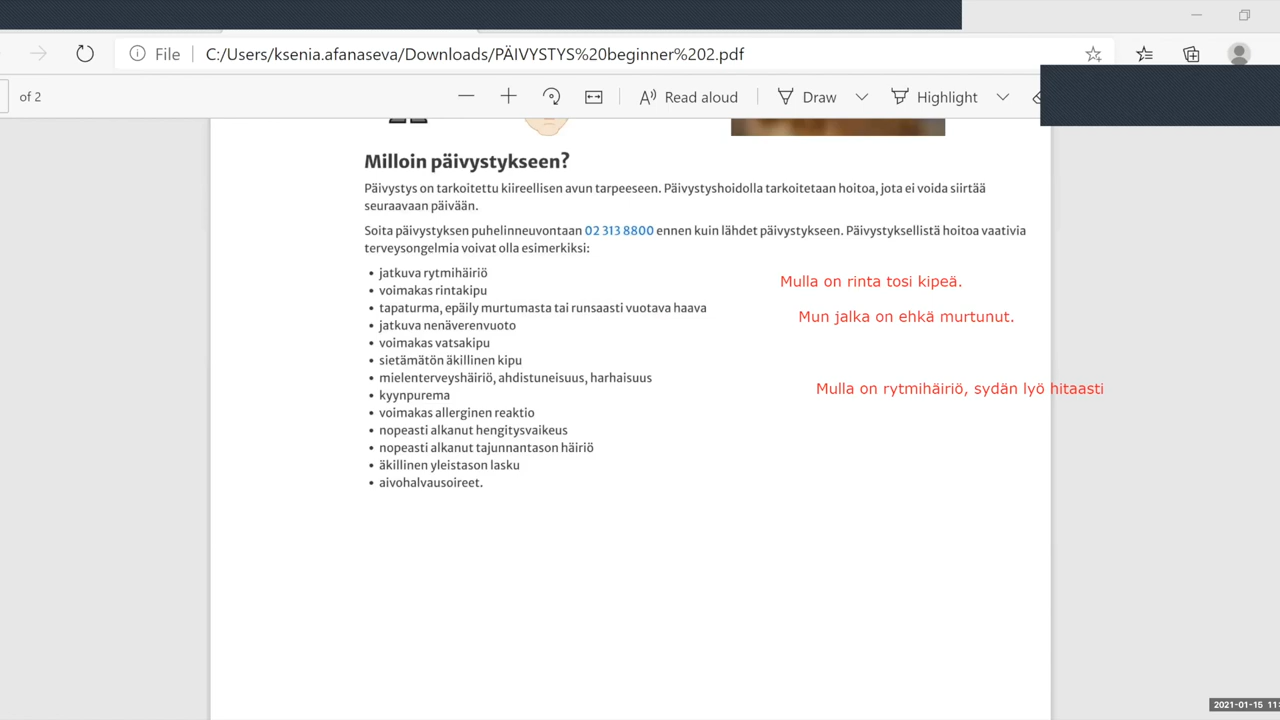 File
C:/Users/ksenia.afanaseva/Downloads/PÄIVYSTYS%20beginner%202.pdf
of 2
Read aloud
Draw
Highlight
Milloin päivystykseen?
Päivystys on tarkoitettu kiireellisen avun tarpeeseen. Päivystyshoidolla tarkoitetaan hoitoa, jota ei voida siirtää
seuraavaan päivään.
Soita päivystyksen puhelinneuvontaan 02 313 8800 ennen kuin lähdet päivystykseen. Päivystyksellistä hoitoa vaativia
terveysongelmia voivat olla esimerkiksi:
• jatkuva rytmihäiriö
• voimakas rintakipu
• tapaturma, epäily murtumasta tai runsaasti vuotava haava
• jatkuva nenäverenvuoto
• voimakas vatsakipu
• sietämätön äkillinen kipu
• mielenterveyshäiriö, ahdistuneisuus, harhaisuus
• kyynpurema
• voimakas allerginen reaktio
• nopeasti alkanut hengitysvaikeus
• nopeasti alkanut tajunnantason häiriö
• äkillinen yleistason lasku
• aivohalvausoireet.
Mulla on rinta tosi kipeä.
Mun jalka on ehkä murtunut.
Mulla on rytmihäiriö, sydän lyö hitaasti
2021-01-15